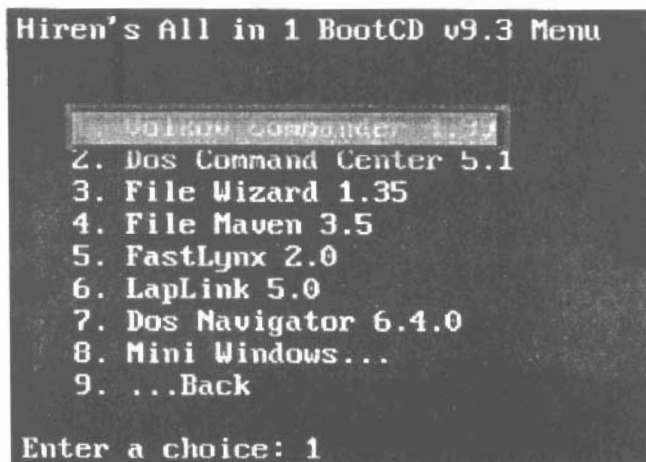 Hiren's All in 1 BootCD v9.3 Menu
Volkov Commander
2. Dos Command Center 5.1
3. File Wizard 1.35
4. File Maven 3.5
5. FastLynx 2.0
6. LapLink 5.0
7. Dos Navigator 6.4.0
8. Mini Windows...
9. ...Back
Enter a choice: 1